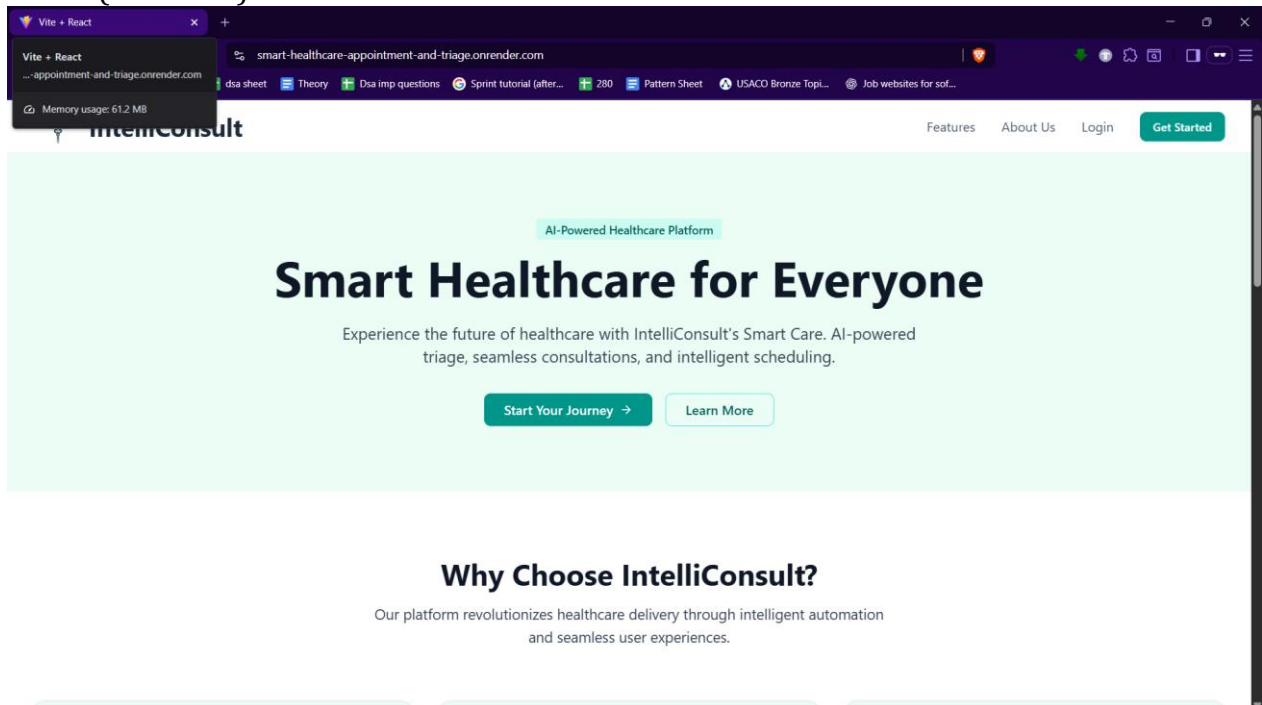 Vite + React
Vite + React
...-appointment-and-triage.onrender.com
Memory usage: 61.2 MB
smart-healthcare-appointment-and-triage.onrender.com
dsa sheet Theory Dsa imp questions Sprint tutorial (after... 280 Pattern Sheet USACO Bronze Topi... Job websites for sof...
IntelliConsult
Features About Us Login Get Started
AI-Powered Healthcare Platform
Smart Healthcare for Everyone
Experience the future of healthcare with IntelliConsult's Smart Care. AI-powered
triage, seamless consultations, and intelligent scheduling.
Start Your Journey → Learn More
Why Choose IntelliConsult?
Our platform revolutionizes healthcare delivery through intelligent automation
and seamless user experiences.